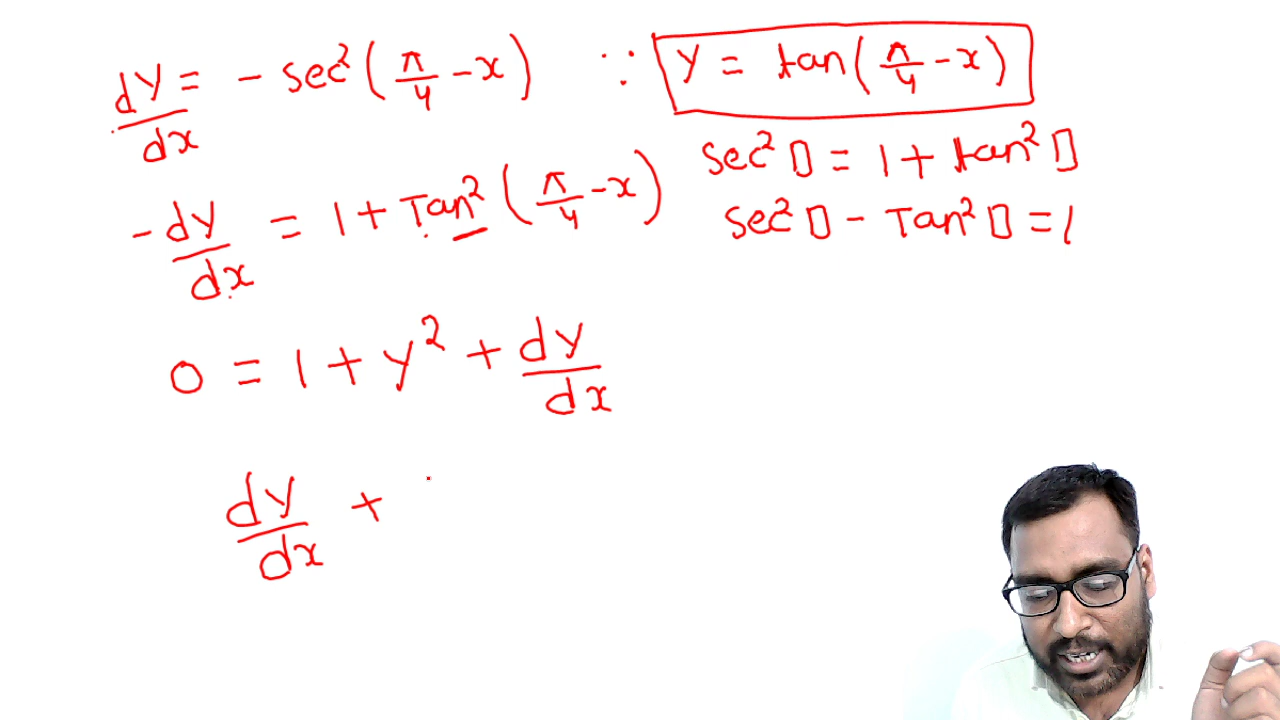 dy/dx = - sec²(π/4 - x) ∵ y = tan(π/4 - x)
sec² ▯ = 1 + tan² ▯
- dy/dx = 1 + Tan²(π/4 - x)
sec² ▯ - Tan² ▯ = 1
0 = 1 + y² + dy/dx
dy/dx +